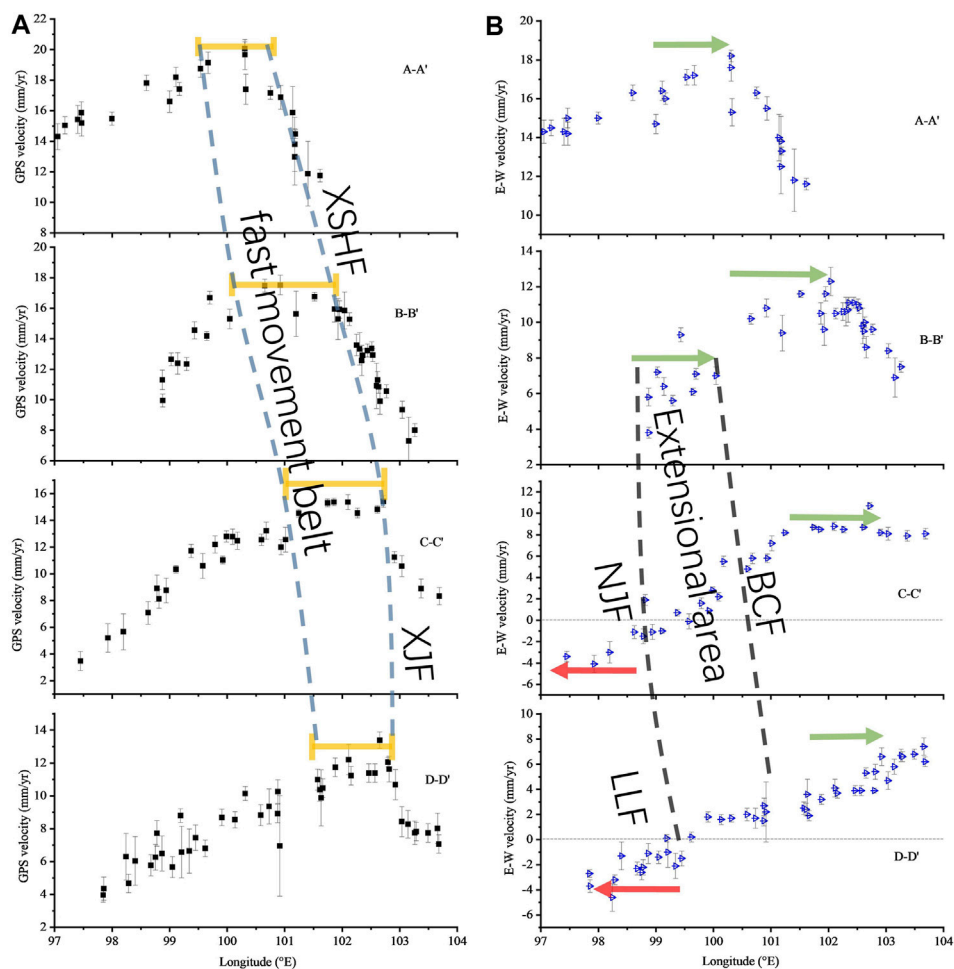 A
22
20
18
16
14
12
10
8
GPS velocity (mm/yr)
A-A'
20
18
16
14
12
10
8
6
GPS velocity (mm/yr)
B-B'
16
14
12
10
8
6
4
2
GPS velocity (mm/yr)
C-C'
14
12
10
8
6
4
2
GPS velocity (mm/yr)
D-D'
97 98 99 100 101 102 103 104
Longitude (°E)
fast movement belt
XSHF
XJF
B
20
18
16
14
12
10
8
E-W velocity (mm/yr)
A-A'
14
12
10
8
6
4
2
E-W velocity (mm/yr)
B-B'
12
10
8
6
4
2
0
-2
-4
-6
E-W velocity (mm/yr)
C-C'
10
8
6
4
2
0
-2
-4
-6
E-W velocity (mm/yr)
D-D'
97 98 99 100 101 102 103 104
Longitude (°E)
NJF
Extensional area
BCF
LLF